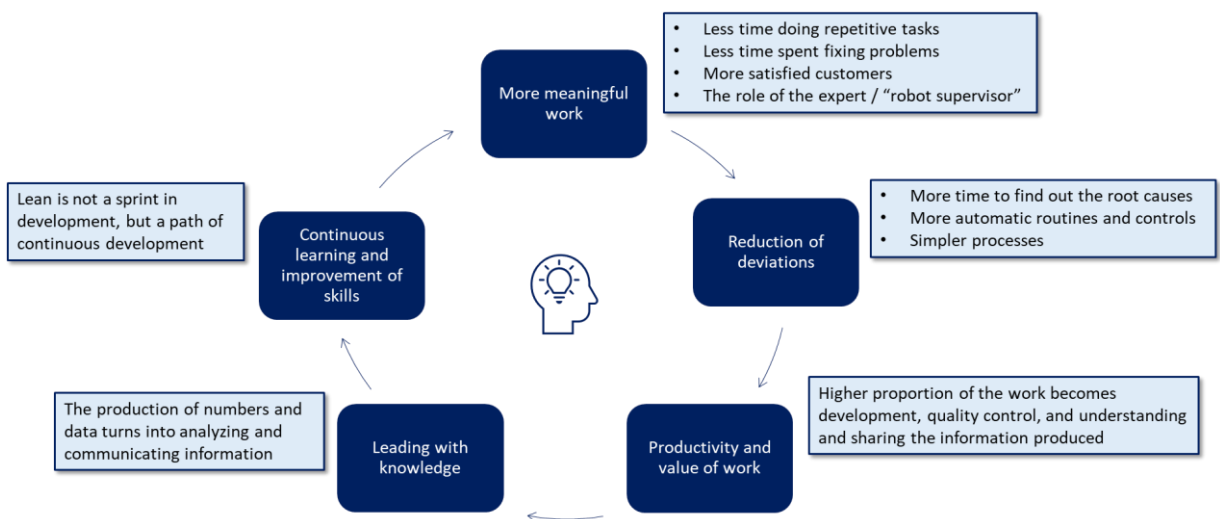 More meaningful
work
• Less time doing repetitive tasks
• Less time spent fixing problems
• More satisfied customers
• The role of the expert / “robot supervisor”
Reduction of
deviations
• More time to find out the root causes
• More automatic routines and controls
• Simpler processes
Productivity and
value of work
Higher proportion of the work becomes
development, quality control, and understanding
and sharing the information produced
Leading with
knowledge
The production of numbers and
data turns into analyzing and
communicating information
Continuous
learning and
improvement of
skills
Lean is not a sprint in
development, but a path of
continuous development